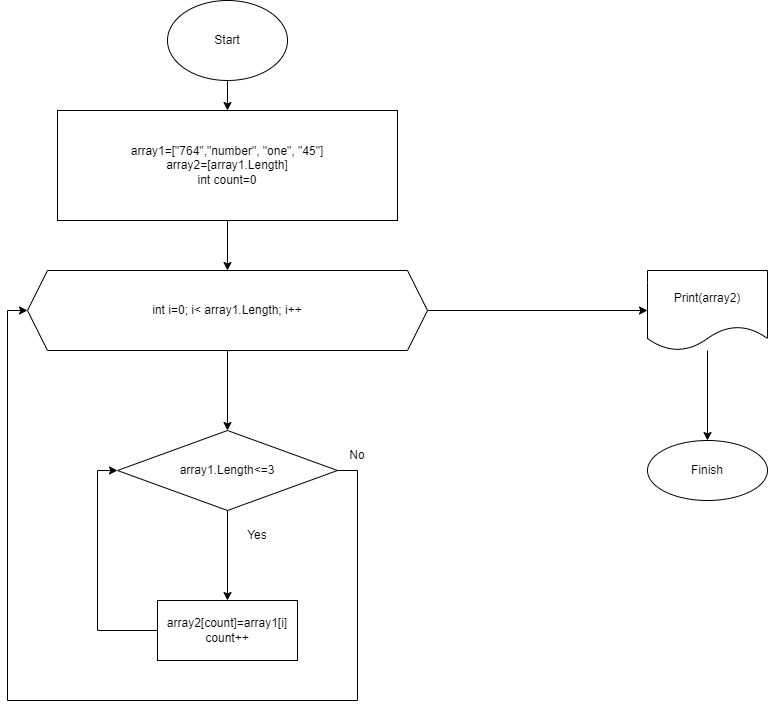 Start
array1=["764","number", "one", "45"]
array2=[array1.Length]
int count=0
int i=0; i< array1.Length; i++
Print(array2)
array1.Length<=3
No
Finish
Yes
array2[count]=array1[i]
count++